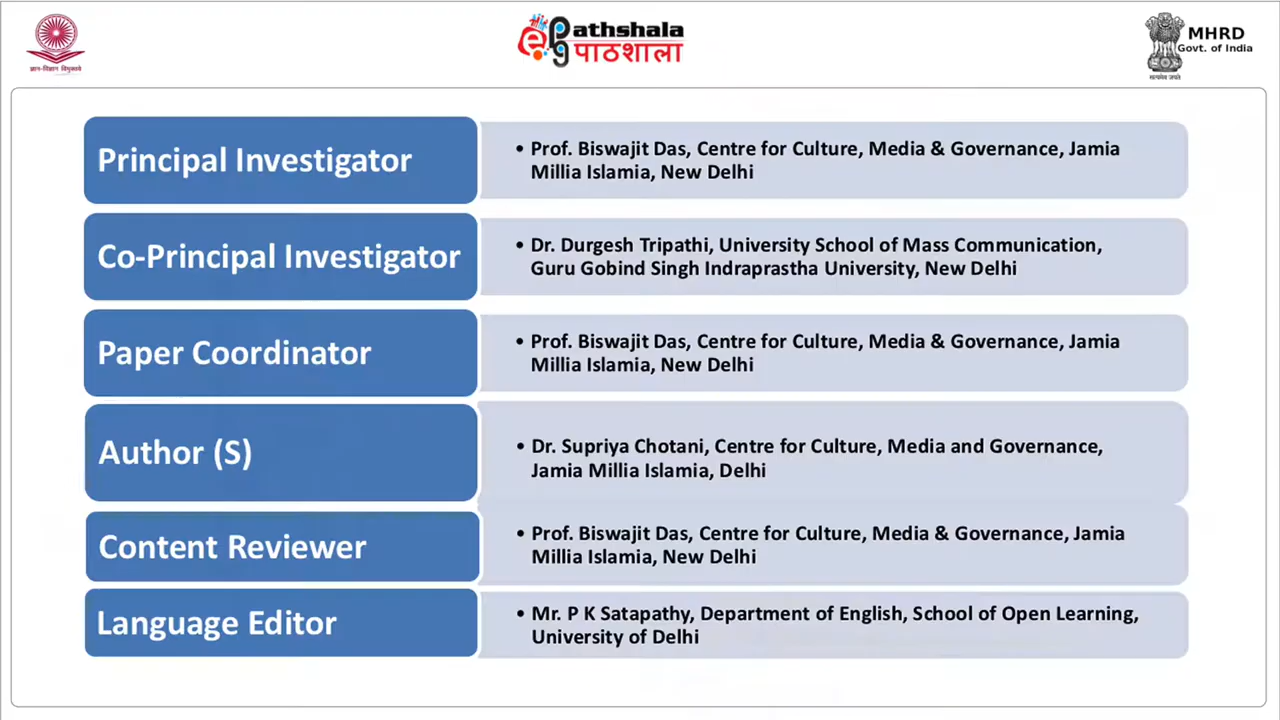 ज्ञान-विज्ञान विमुक्तये
Pathshala
पाठशाला
MHRD
Govt. of India
सत्यमेव जयते
Principal Investigator
• Prof. Biswajit Das, Centre for Culture, Media & Governance, Jamia
Millia Islamia, New Delhi
Co-Principal Investigator
• Dr. Durgesh Tripathi, University School of Mass Communication,
Guru Gobind Singh Indraprastha University, New Delhi
Paper Coordinator
• Prof. Biswajit Das, Centre for Culture, Media & Governance, Jamia
Millia Islamia, New Delhi
Author (S)
• Dr. Supriya Chotani, Centre for Culture, Media and Governance,
Jamia Millia Islamia, Delhi
Content Reviewer
• Prof. Biswajit Das, Centre for Culture, Media & Governance, Jamia
Millia Islamia, New Delhi
Language Editor
• Mr. P K Satapathy, Department of English, School of Open Learning,
University of Delhi